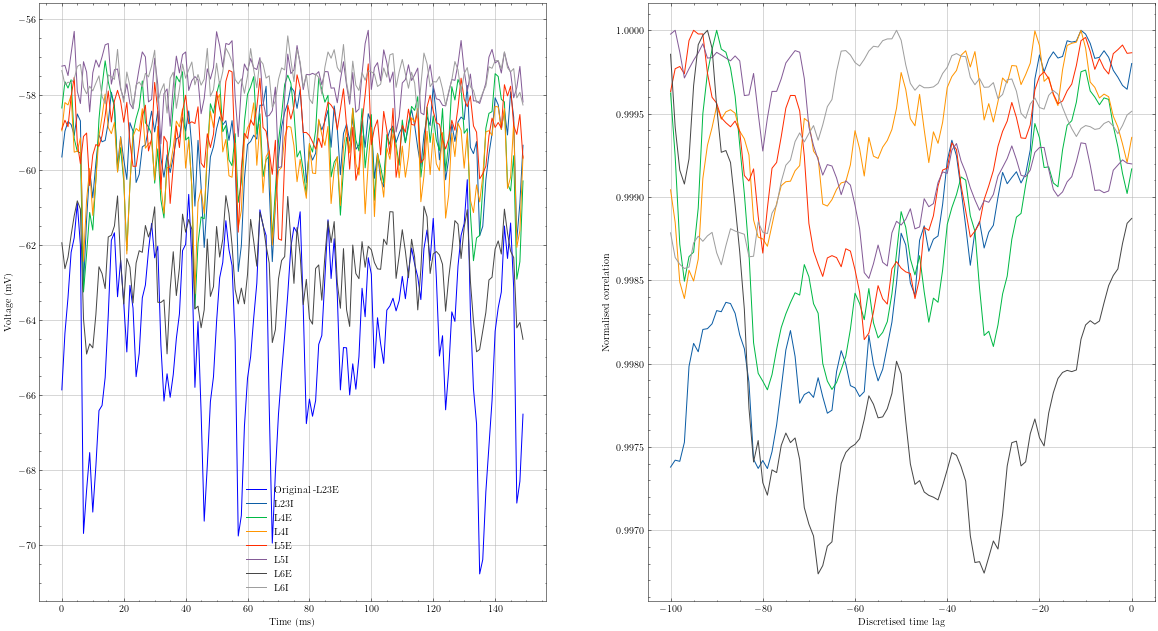 −56
−58
−60
−62
−64
−66
−68
−70
Voltage (mV)
0 20 40 60 80 100 120 140
Time (ms)
Original -L23E
L23I
L4E
L4I
L5E
L5I
L6E
L6I
1.0000
0.9995
0.9990
0.9985
0.9980
0.9975
0.9970
Normalised correlation
−100 −80 −60 −40 −20 0
Discretised time lag